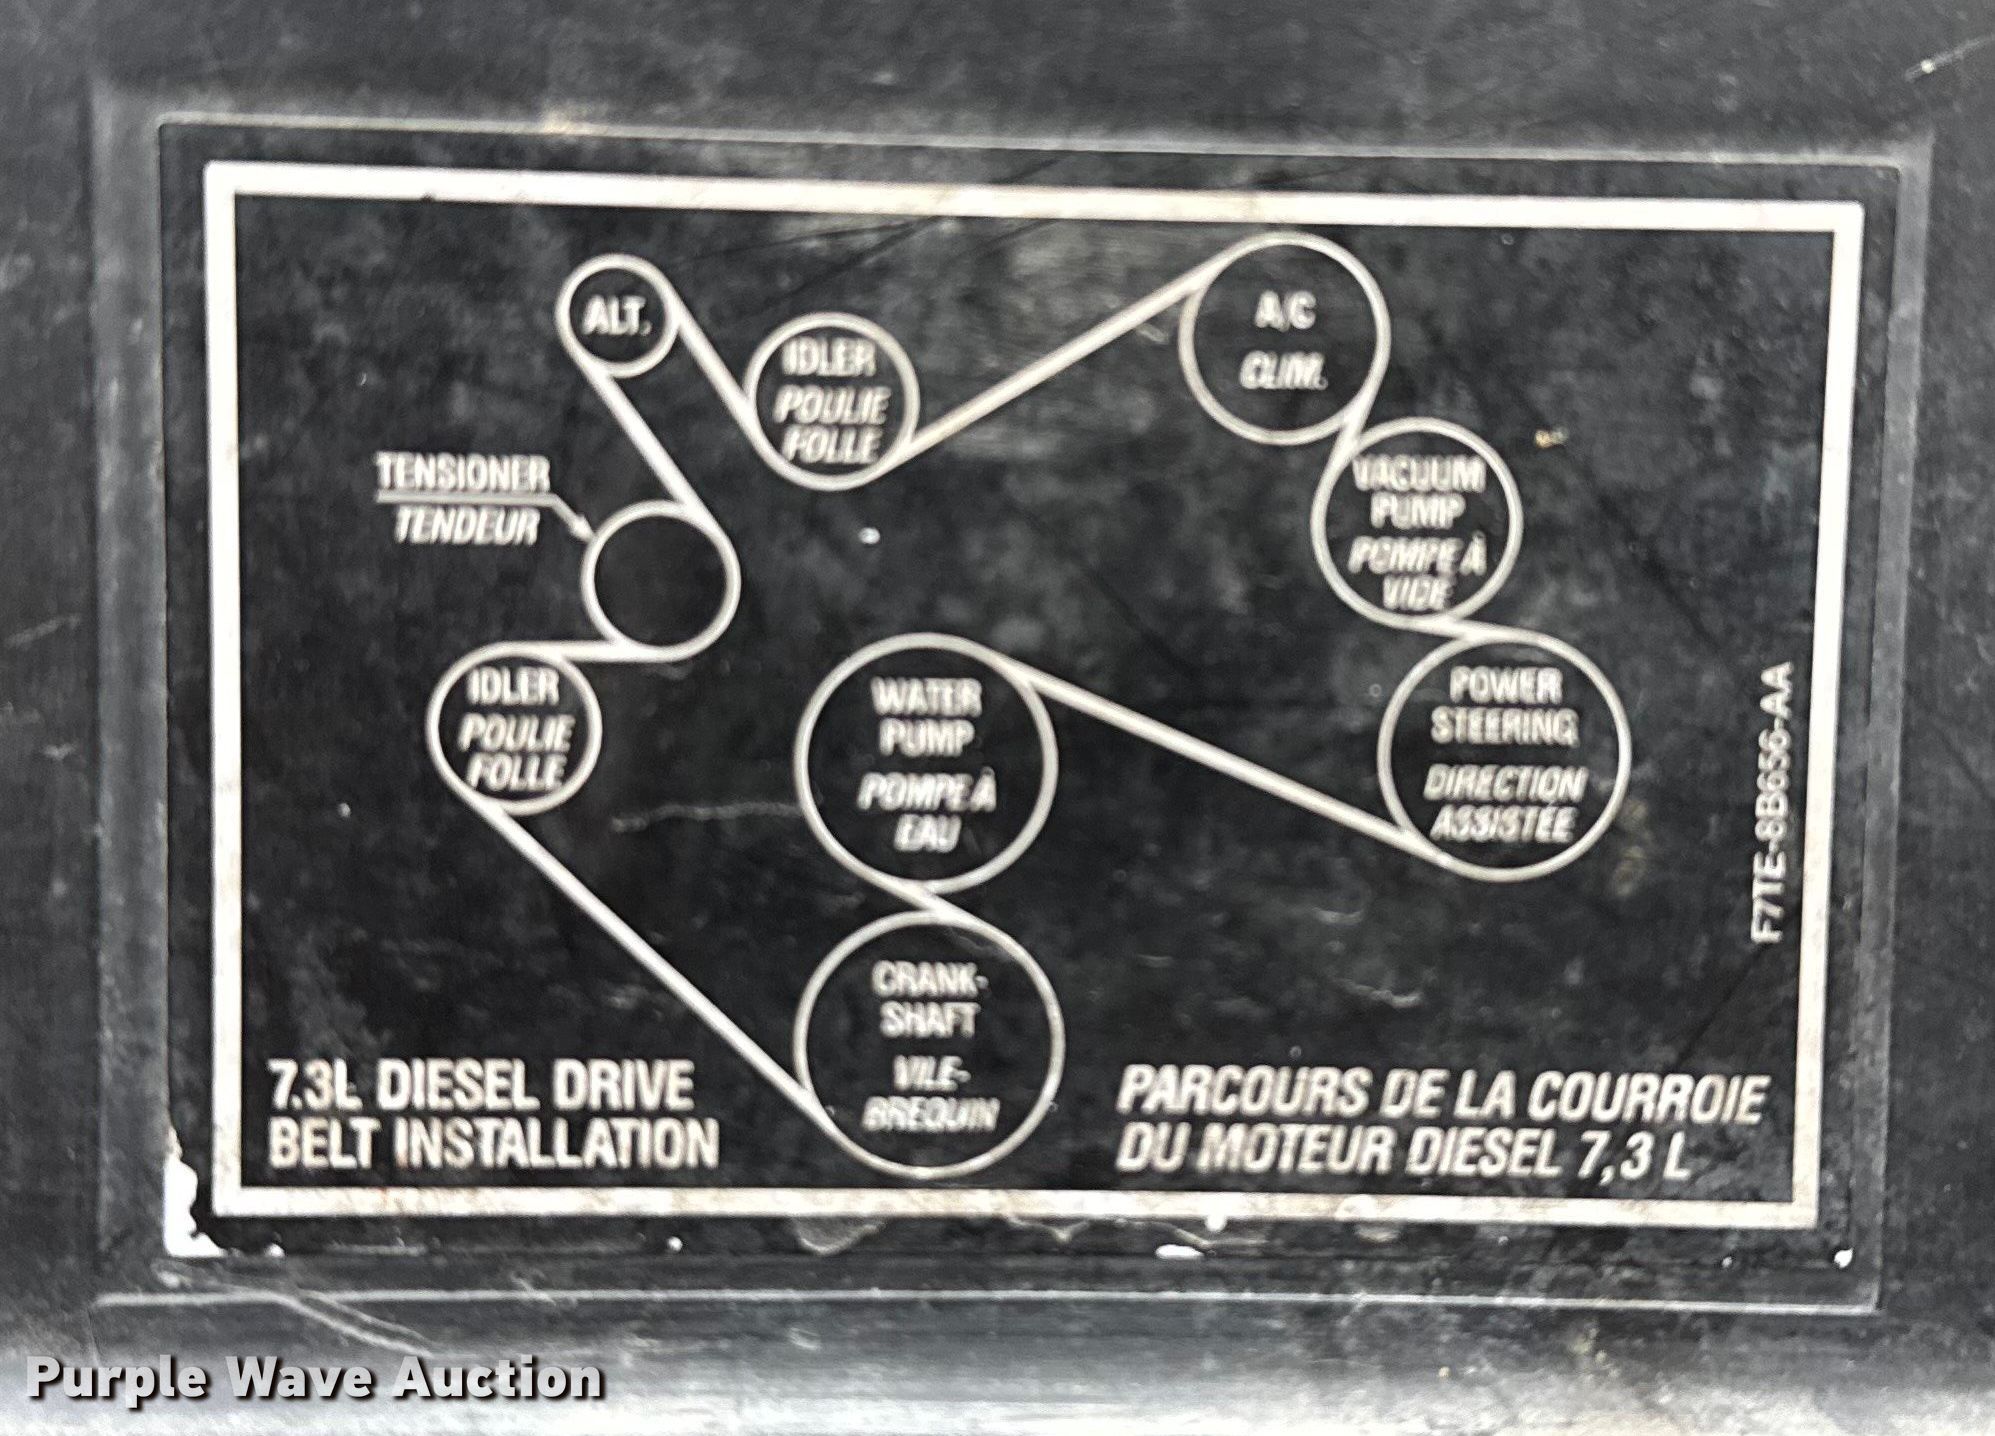 ALT.
IDLER
POULIE
FOLLE
A/C
CLIM.
TENSIONER
TENDEUR
VACUUM
PUMP
POMPE À
VIDE
IDLER
POULIE
FOLLE
WATER
PUMP
POMPE À
EAU
POWER
STEERING
DIRECTION
ASSISTÉE
F7TE-8B656-AA
CRANK-
SHAFT
VILE-
BREQUIN
7.3L DIESEL DRIVE
BELT INSTALLATION
PARCOURS DE LA COURROIE
DU MOTEUR DIESEL 7,3 L
Purple Wave Auction